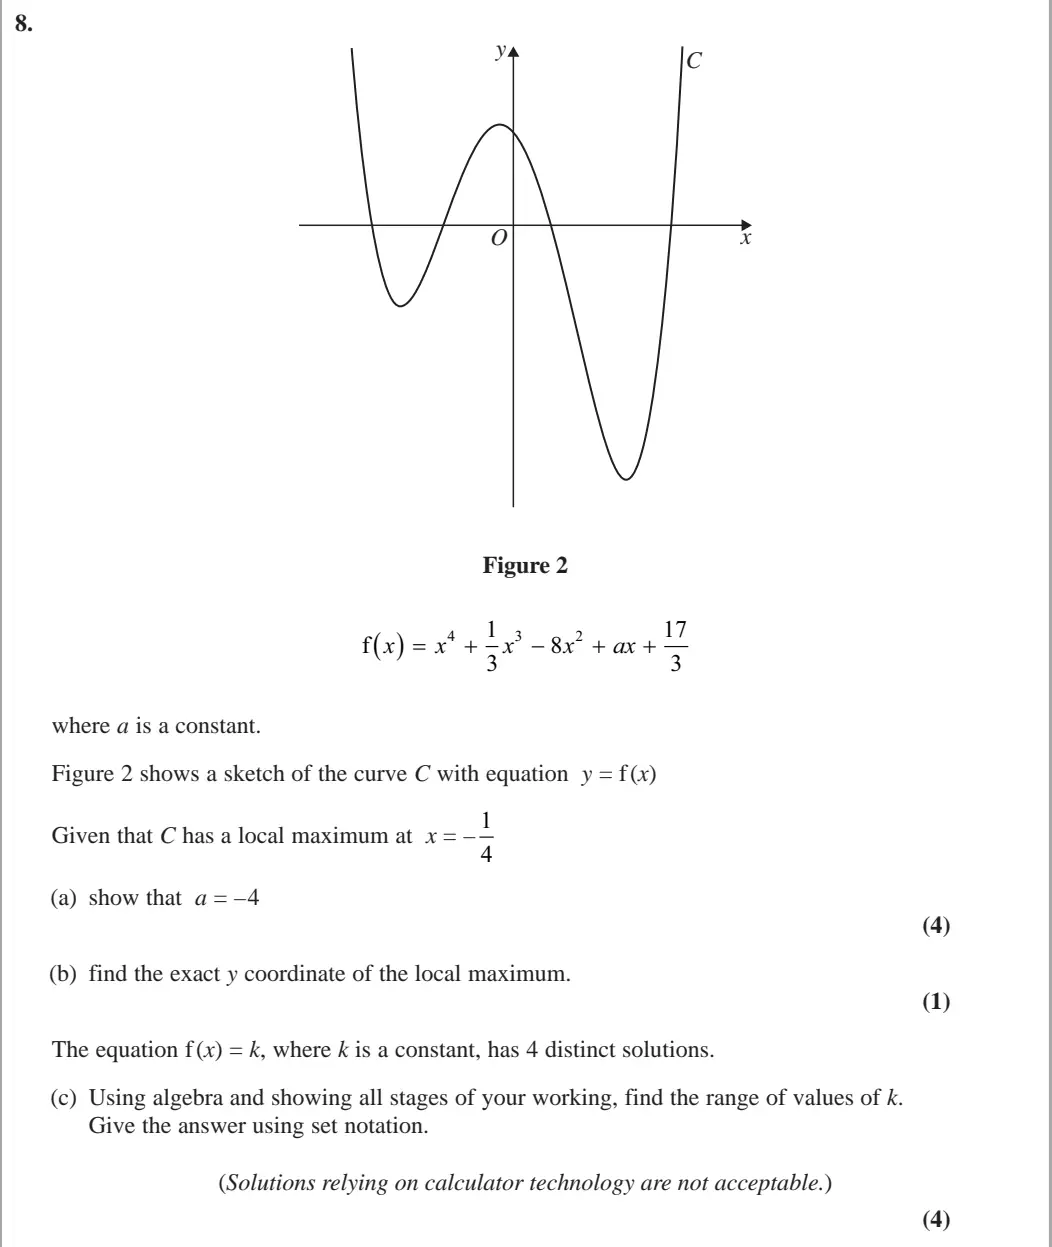 8.
y
C
O
x
Figure 2
f(x) = x⁴ + 1/3 x³ − 8x² + ax + 17/3
where a is a constant.
Figure 2 shows a sketch of the curve C with equation y = f(x)
Given that C has a local maximum at x = −1/4
(a) show that a = −4
(4)
(b) find the exact y coordinate of the local maximum.
(1)
The equation f(x) = k, where k is a constant, has 4 distinct solutions.
(c) Using algebra and showing all stages of your working, find the range of values of k.
Give the answer using set notation.
(Solutions relying on calculator technology are not acceptable.)
(4)